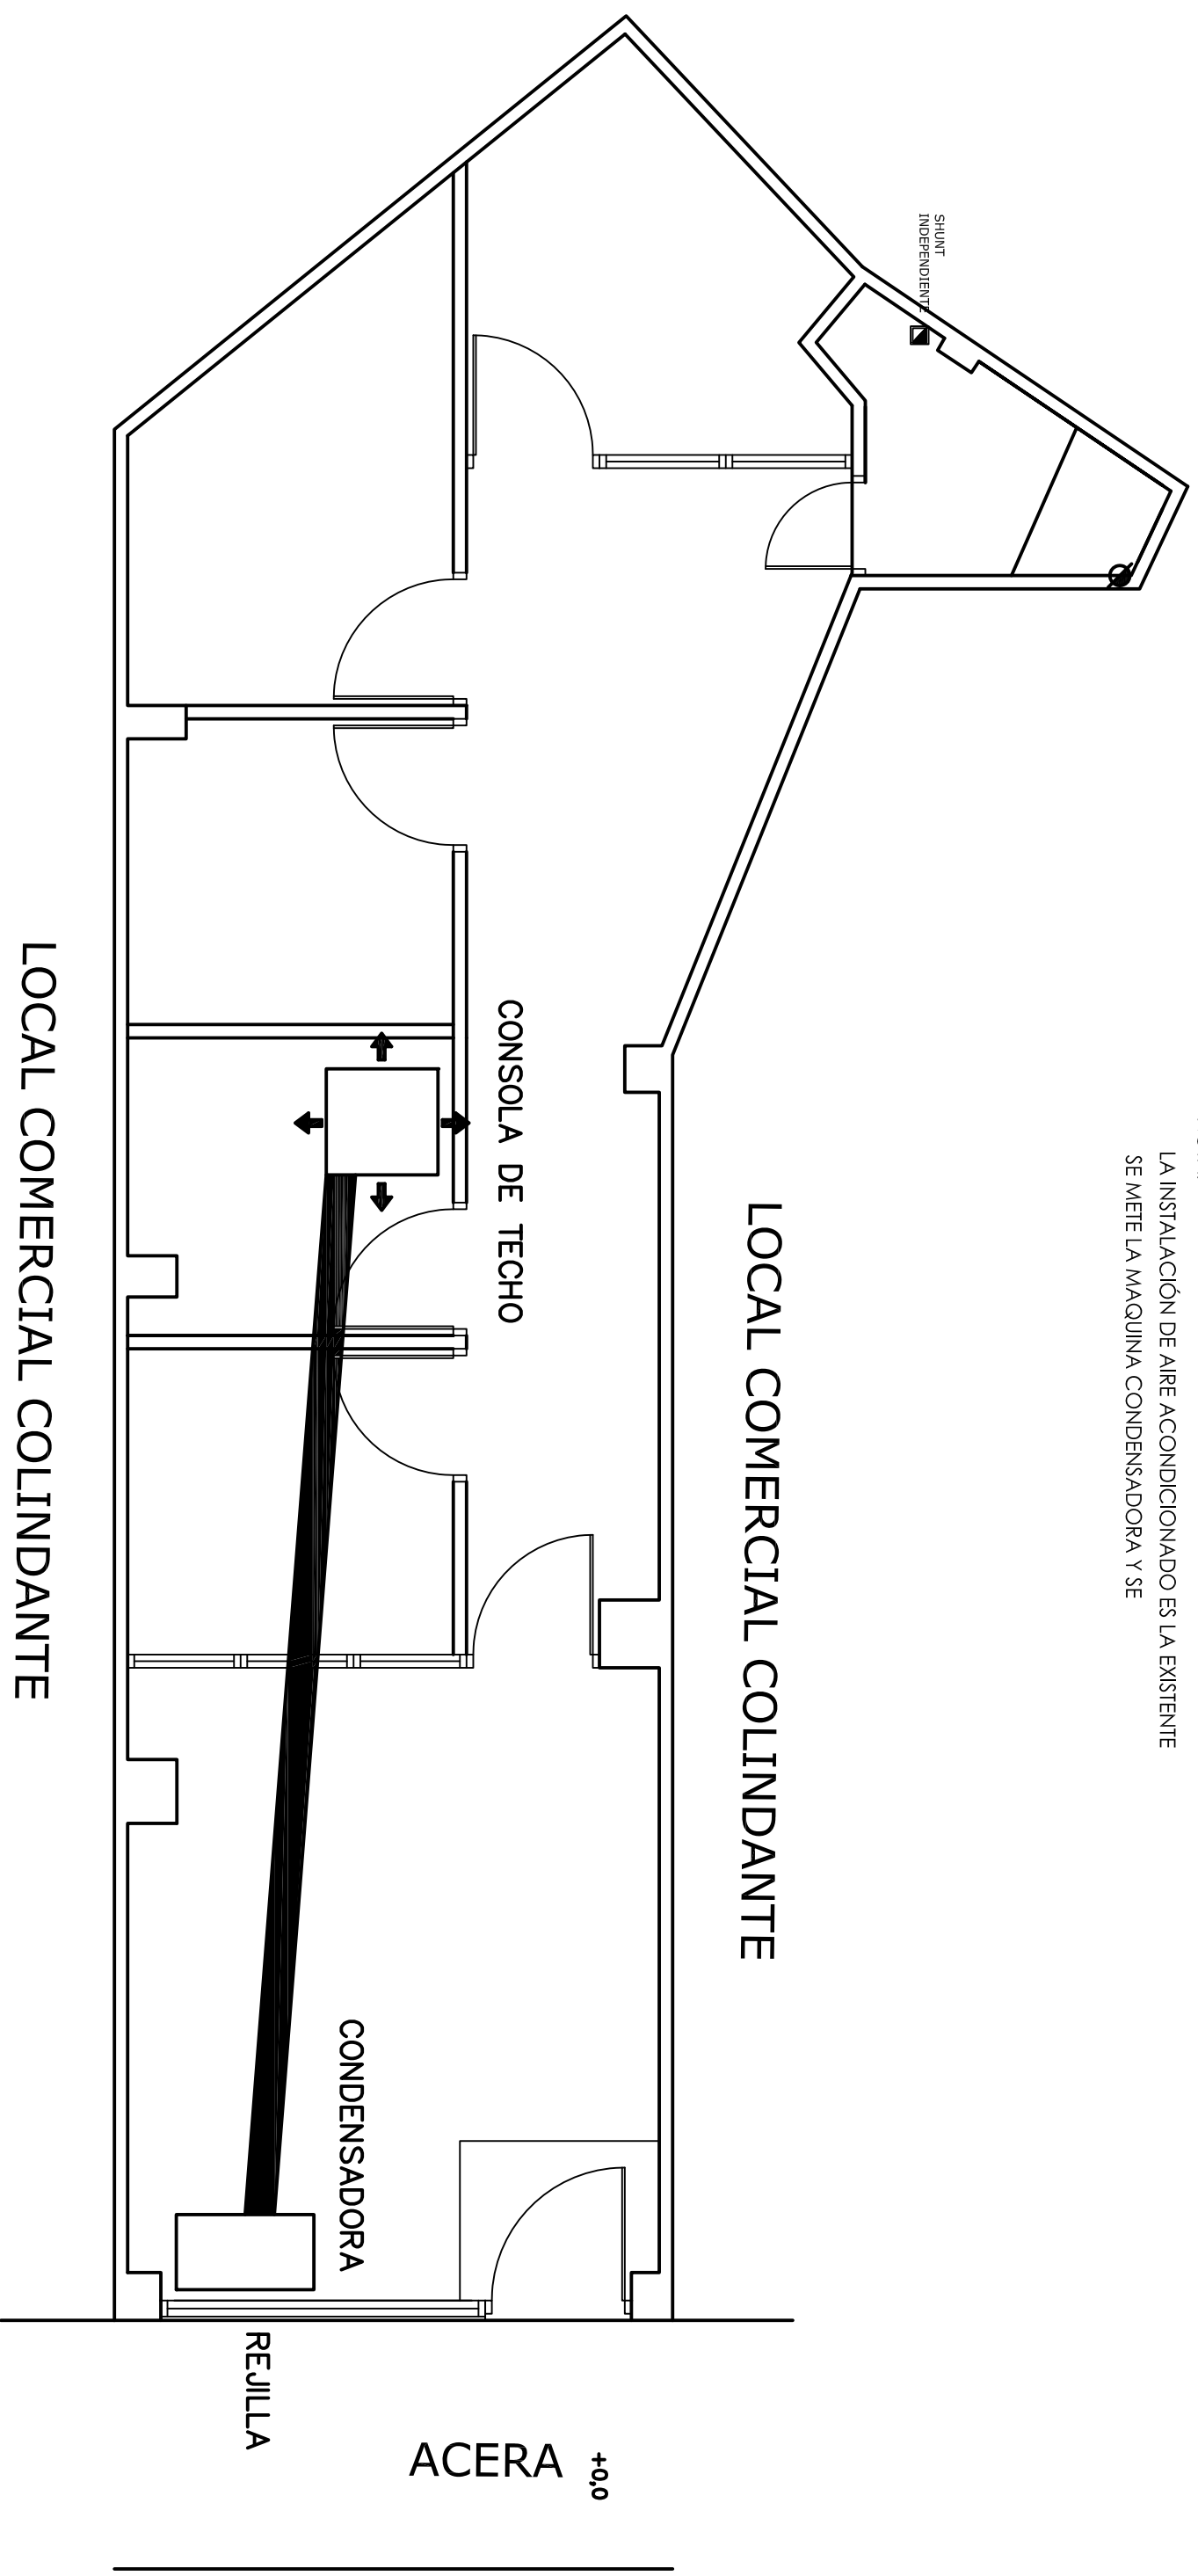 SHUNT
INDEPENDIENTE
LA INSTALACIÓN DE AIRE ACONDICIONADO ES LA EXISTENTE
SE METE LA MAQUINA CONDENSADORA Y SE
LOCAL COMERCIAL COLINDANTE
CONSOLA DE TECHO
LOCAL COMERCIAL COLINDANTE
CONDENSADORA
REJILLA
ACERA
+0,0